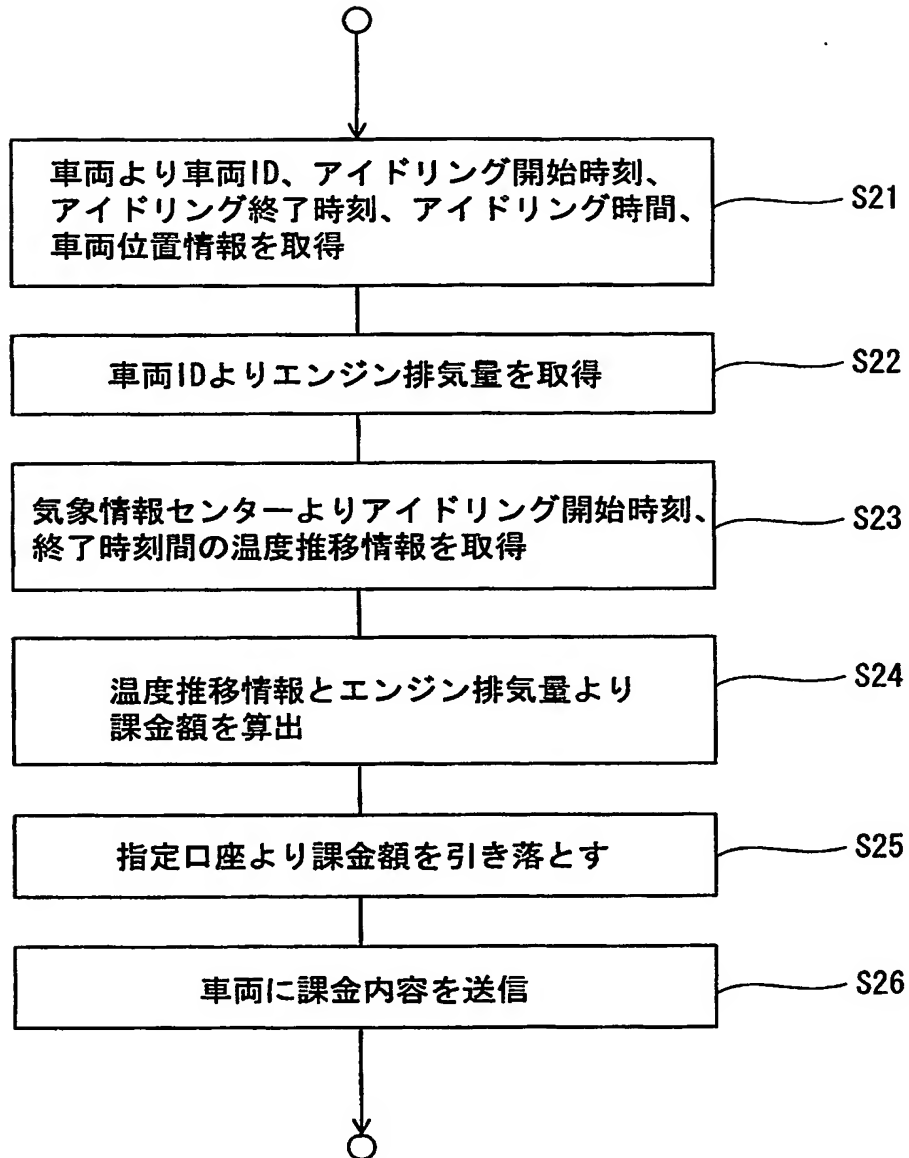 車両より車両ID、アイドリング開始時刻、
アイドリング終了時刻、アイドリング時間、
車両位置情報を取得
S21
車両IDよりエンジン排気量を取得
S22
気象情報センターよりアイドリング開始時刻、
終了時刻間の温度推移情報を取得
S23
温度推移情報とエンジン排気量より
課金額を算出
S24
指定口座より課金額を引き落とす
S25
車両に課金内容を送信
S26